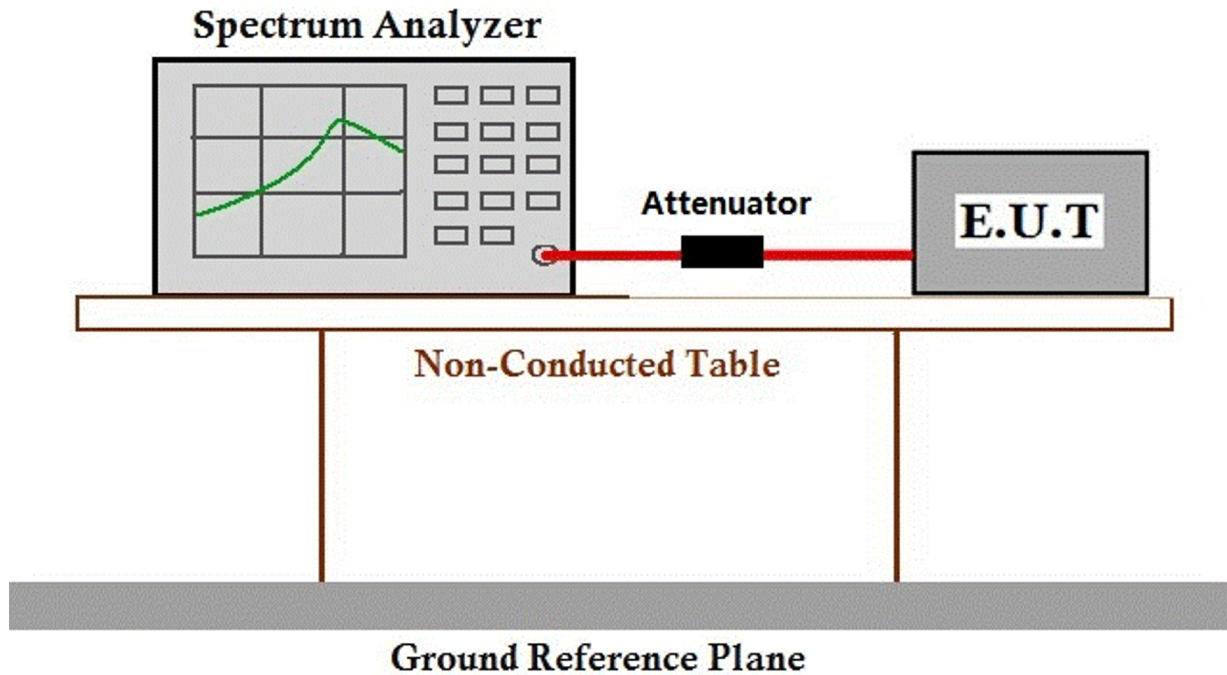 Spectrum Analyzer
Attenuator
E.U.T
Non-Conducted Table
Ground Reference Plane